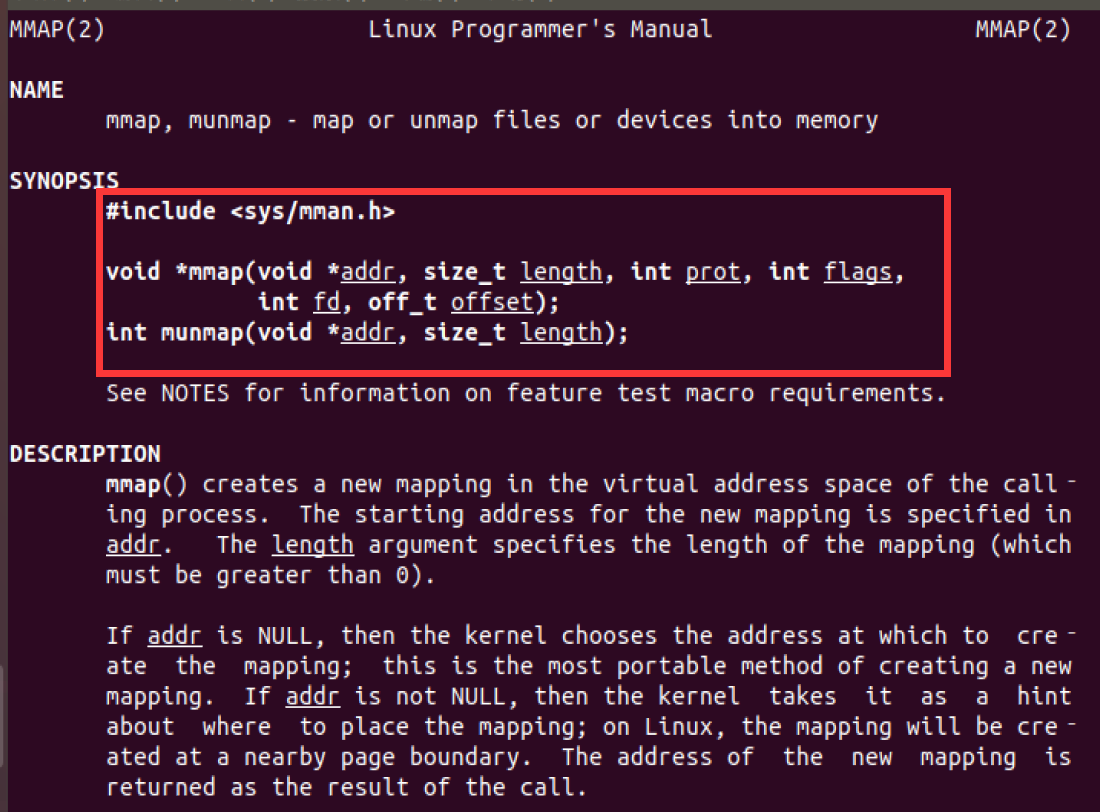 MMAP(2) Linux Programmer's Manual MMAP(2)
NAME
mmap, munmap - map or unmap files or devices into memory
SYNOPSIS
#include <sys/mman.h>
void *mmap(void *addr, size_t length, int prot, int flags,
int fd, off_t offset);
int munmap(void *addr, size_t length);
See NOTES for information on feature test macro requirements.
DESCRIPTION
mmap() creates a new mapping in the virtual address space of the call-
ing process. The starting address for the new mapping is specified in
addr. The length argument specifies the length of the mapping (which
must be greater than 0).
If addr is NULL, then the kernel chooses the address at which to cre-
ate the mapping; this is the most portable method of creating a new
mapping. If addr is not NULL, then the kernel takes it as a hint
about where to place the mapping; on Linux, the mapping will be cre-
ated at a nearby page boundary. The address of the new mapping is
returned as the result of the call.